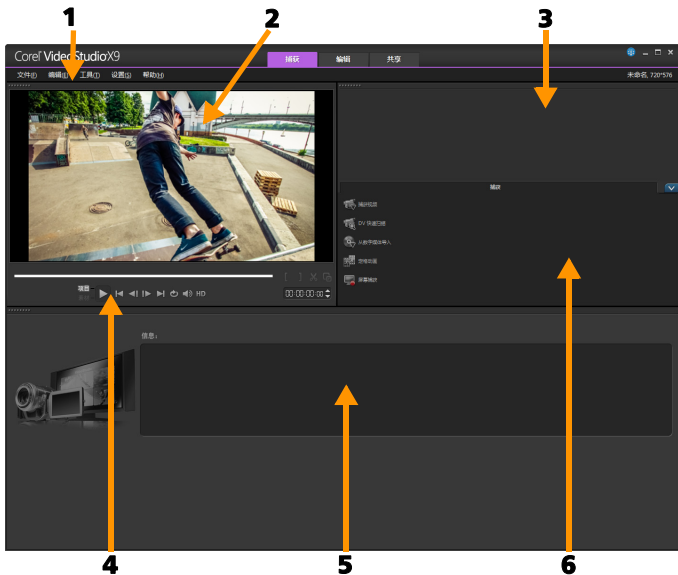 1
2
3
Corel VideoStudio X9
捕获 编辑 共享
文件(F) 编辑(E) 工具(T) 设置(S) 帮助(H)
未命名, 720*576
捕获
捕获视频
DV 快速扫描
从数字媒体导入
定格动画
屏幕捕获
HD
00:00:00:00
信息:
4
5
6